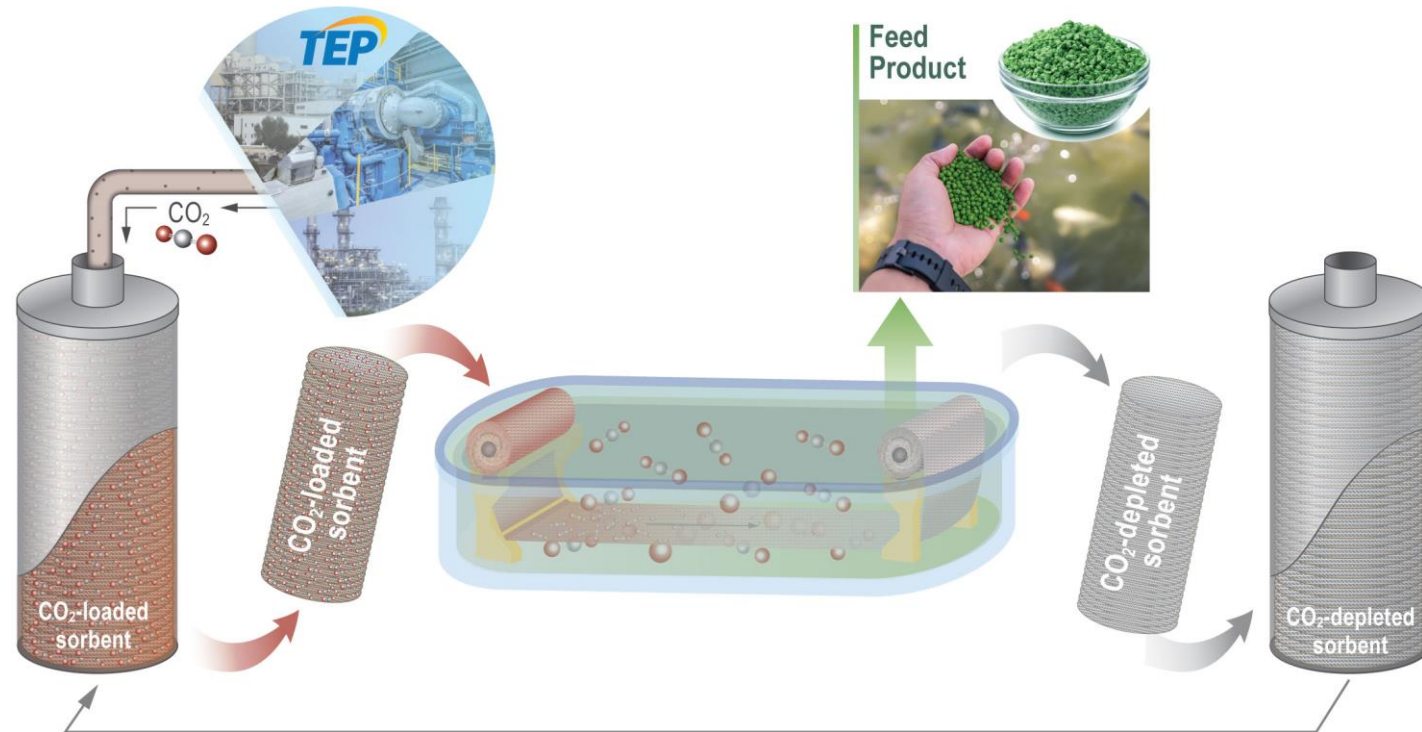 TEP
CO₂
Feed
Product
CO₂-loaded
sorbent
CO₂-loaded
sorbent
CO₂-depleted
sorbent
CO₂-depleted
sorbent